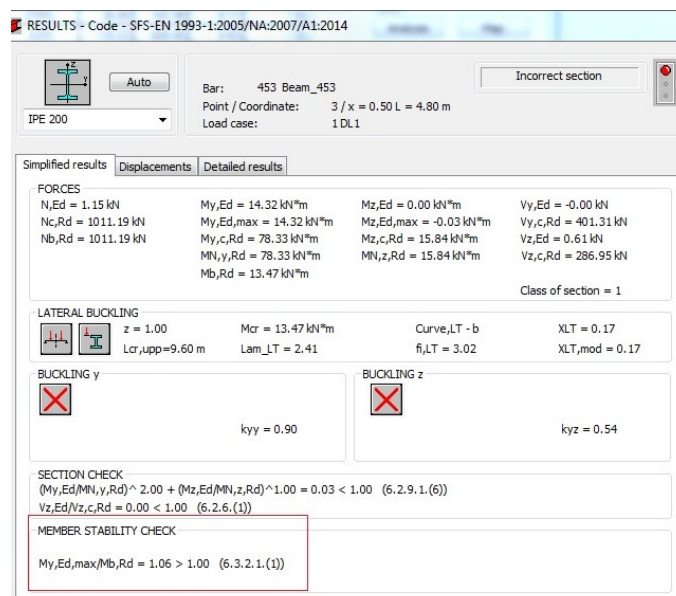 RESULTS - Code - SFS-EN 1993-1:2005/NA:2007/A1:2014
z
y
Auto
IPE 200
Bar: 453 Beam_453
Point / Coordinate: 3 / x = 0.50 L = 4.80 m
Load case: 1 DL1
Incorrect section
Simplified results Displacements Detailed results
FORCES
N,Ed = 1.15 kN My,Ed = 14.32 kN*m Mz,Ed = 0.00 kN*m Vy,Ed = -0.00 kN
Nc,Rd = 1011.19 kN My,Ed,max = 14.32 kN*m Mz,Ed,max = -0.03 kN*m Vy,c,Rd = 401.31 kN
Nb,Rd = 1011.19 kN My,c,Rd = 78.33 kN*m Mz,c,Rd = 15.84 kN*m Vz,Ed = 0.61 kN
MN,y,Rd = 78.33 kN*m MN,z,Rd = 15.84 kN*m Vz,c,Rd = 286.95 kN
Mb,Rd = 13.47 kN*m
Class of section = 1
LATERAL BUCKLING
z = 1.00 Mcr = 13.47 kN*m Curve,LT - b XLT = 0.17
Lcr,upp=9.60 m Lam_LT = 2.41 fi,LT = 3.02 XLT,mod = 0.17
BUCKLING y BUCKLING z
kyy = 0.90 kyz = 0.54
SECTION CHECK
(My,Ed/MN,y,Rd)^ 2.00 + (Mz,Ed/MN,z,Rd)^1.00 = 0.03 < 1.00 (6.2.9.1.(6))
Vz,Ed/Vz,c,Rd = 0.00 < 1.00 (6.2.6.(1))
MEMBER STABILITY CHECK
My,Ed,max/Mb,Rd = 1.06 > 1.00 (6.3.2.1.(1))